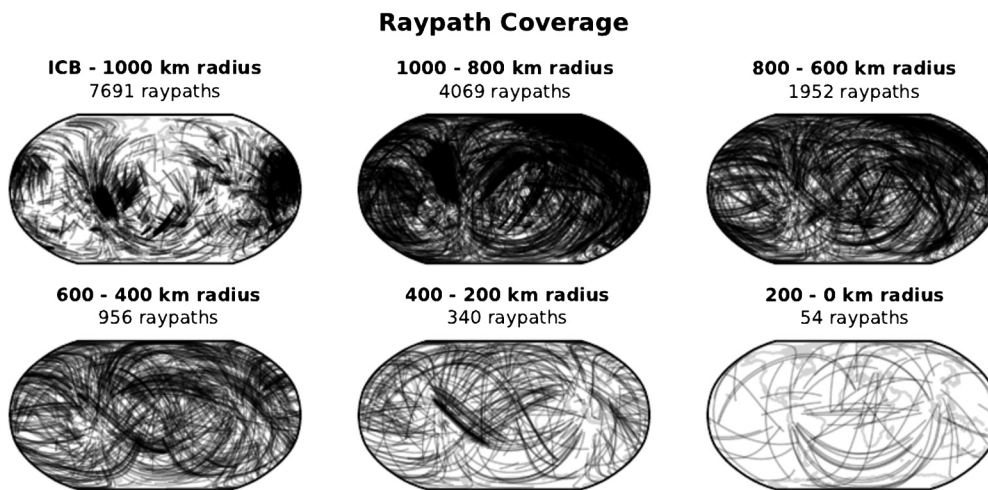 Raypath Coverage
ICB - 1000 km radius
7691 raypaths
1000 - 800 km radius
4069 raypaths
800 - 600 km radius
1952 raypaths
600 - 400 km radius
956 raypaths
400 - 200 km radius
340 raypaths
200 - 0 km radius
54 raypaths